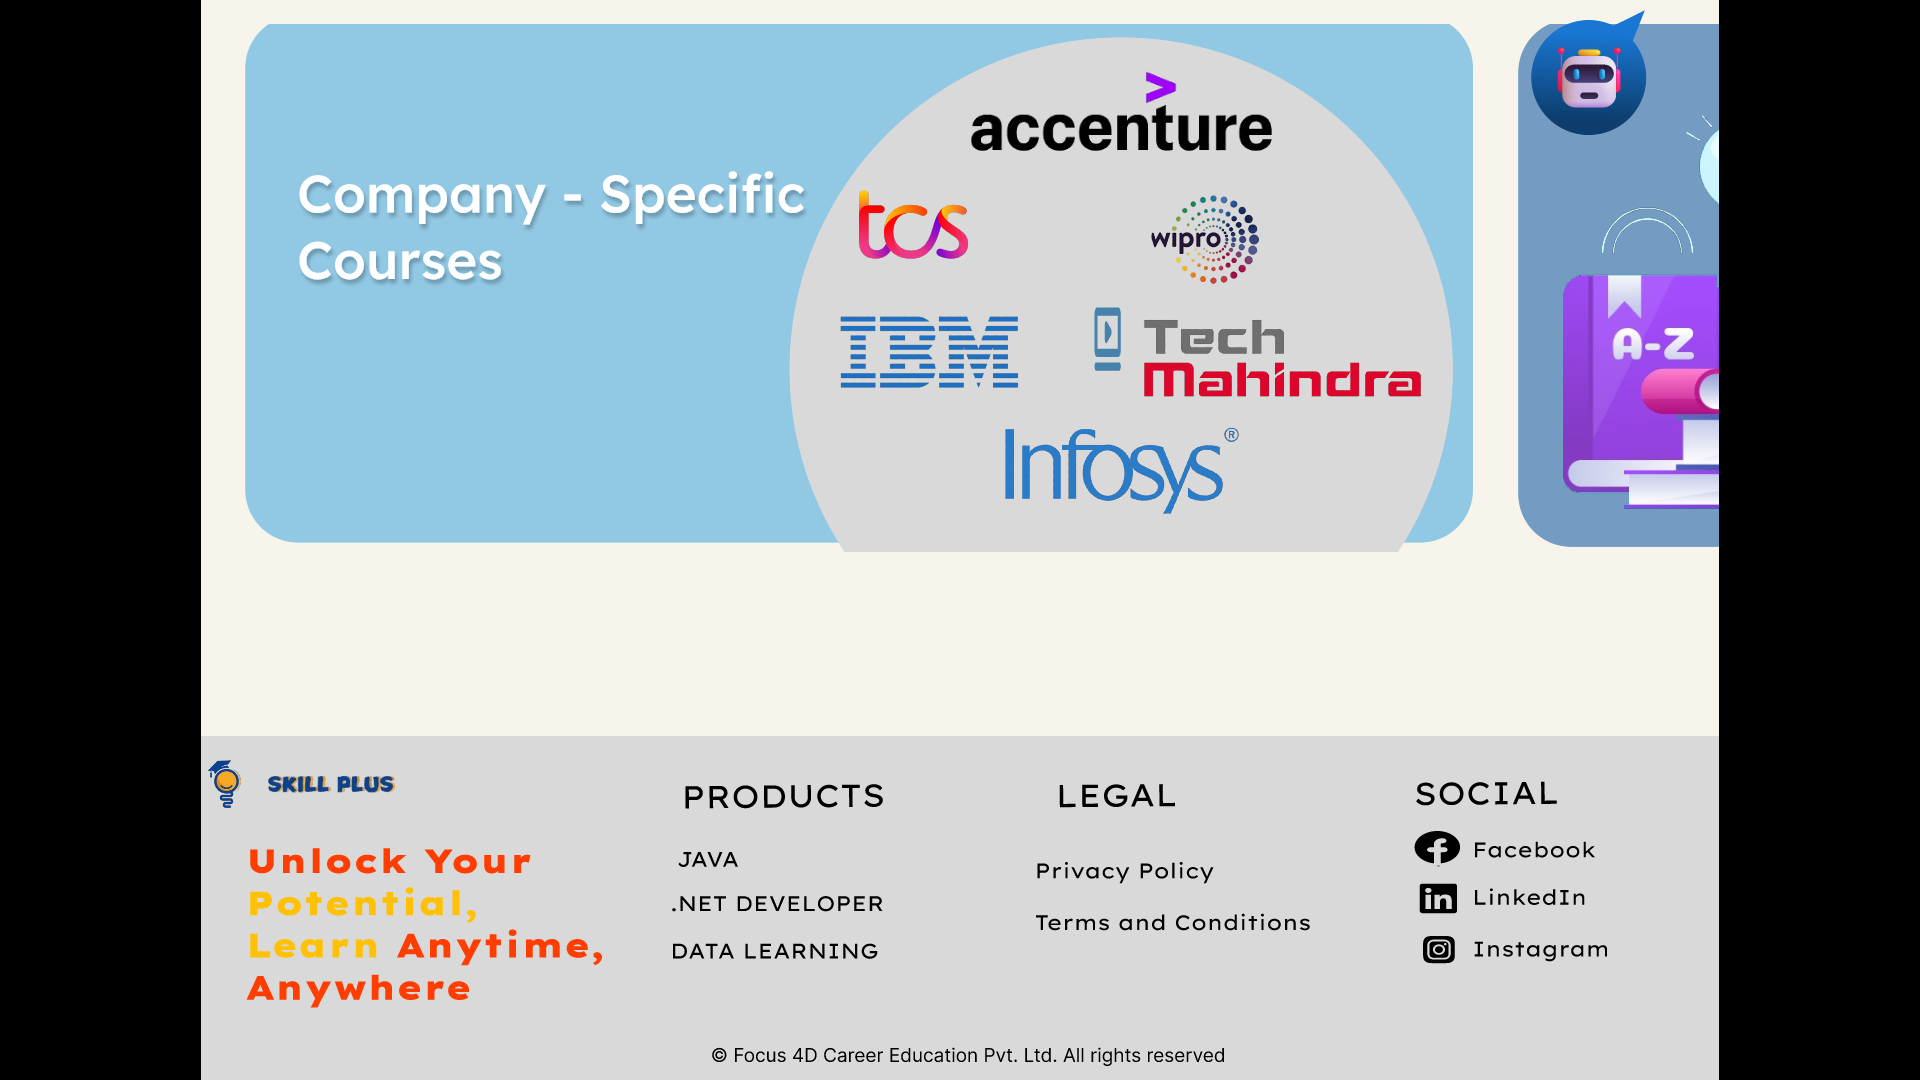 Company - Specific
Courses
accenture
tcs
wipro
IBM
Tech
Mahindra
Infosys®
A-Z
SKILL PLUS
Unlock Your
Potential,
Learn Anytime,
Anywhere
PRODUCTS
JAVA
.NET DEVELOPER
DATA LEARNING
LEGAL
Privacy Policy
Terms and Conditions
SOCIAL
Facebook
in LinkedIn
Instagram
© Focus 4D Career Education Pvt. Ltd. All rights reserved